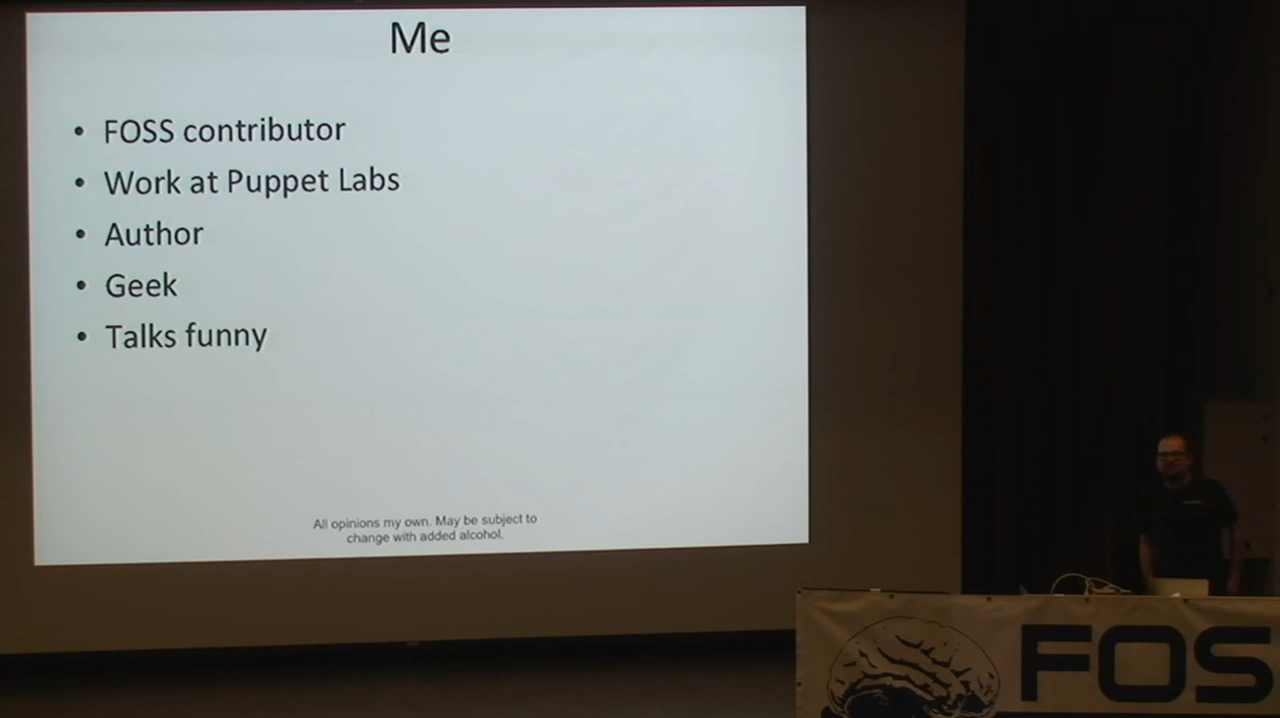 Me
• FOSS contributor
• Work at Puppet Labs
• Author
• Geek
• Talks funny
All opinions my own. May be subject to
change with added alcohol.
FOS